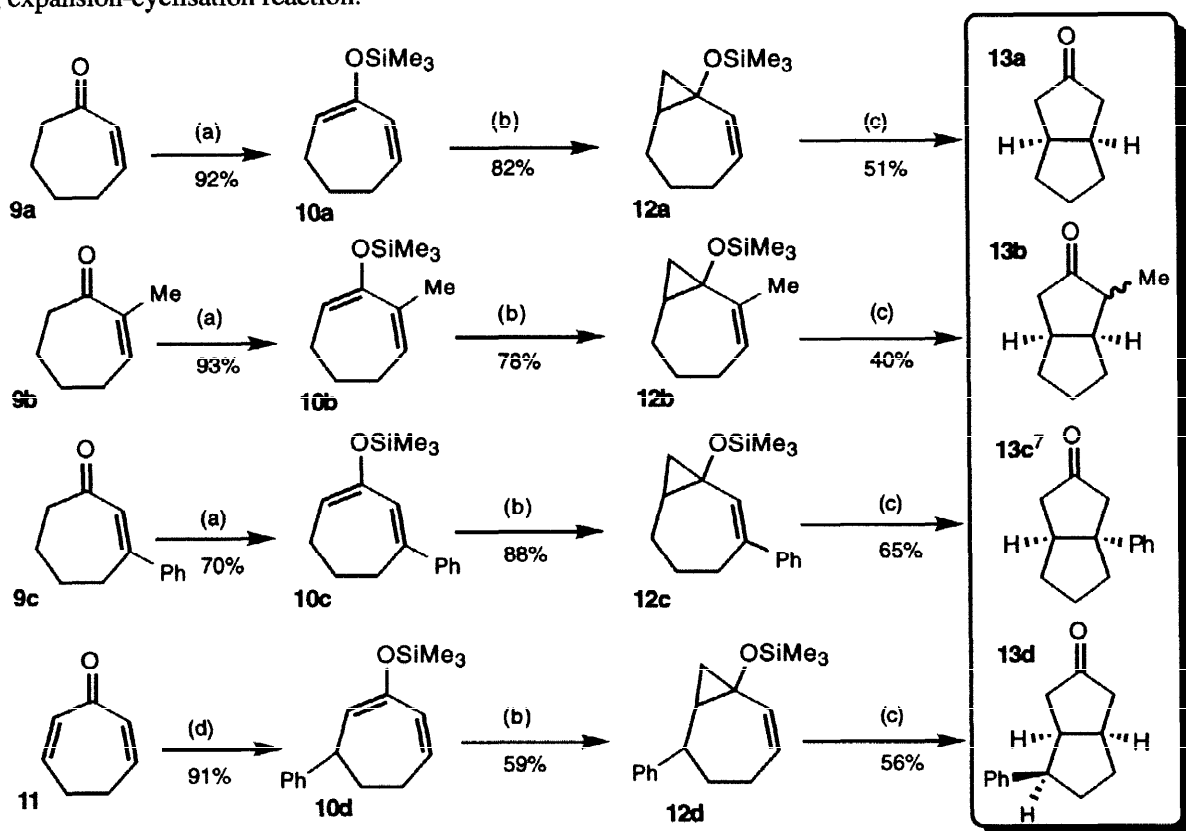 expansion-cyclisation reaction.
O OSiMe3 OSiMe3 13a O
(a) (b) (c)
92% 82% 51% H H
9a 10a 12a
O OSiMe3 OSiMe3 13b O
Me Me Me Me
(a) (b) (c)
93% 78% 40% H H
9b 10b 12b
O OSiMe3 OSiMe3 13c7 O
(a) (b) (c)
Ph 70% Ph 88% Ph 65% H Ph
9c 10c 12c
O OSiMe3 OSiMe3 13d O
(d) (b) (c)
91% Ph 59% Ph 56% H H
11 10d 12d Ph
H